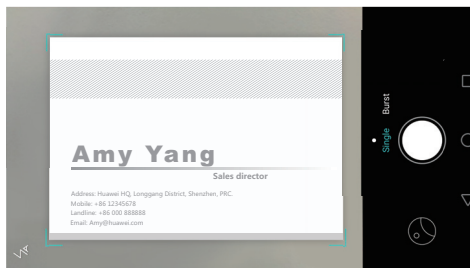 Amy Yang
Sales director
Address: Huawei HQ, Longgang District, Shenzhen, PRC.
Mobile: +86 12345678
Landline: +86 000 888888
Email: Amy@huawei.com
Single Burst